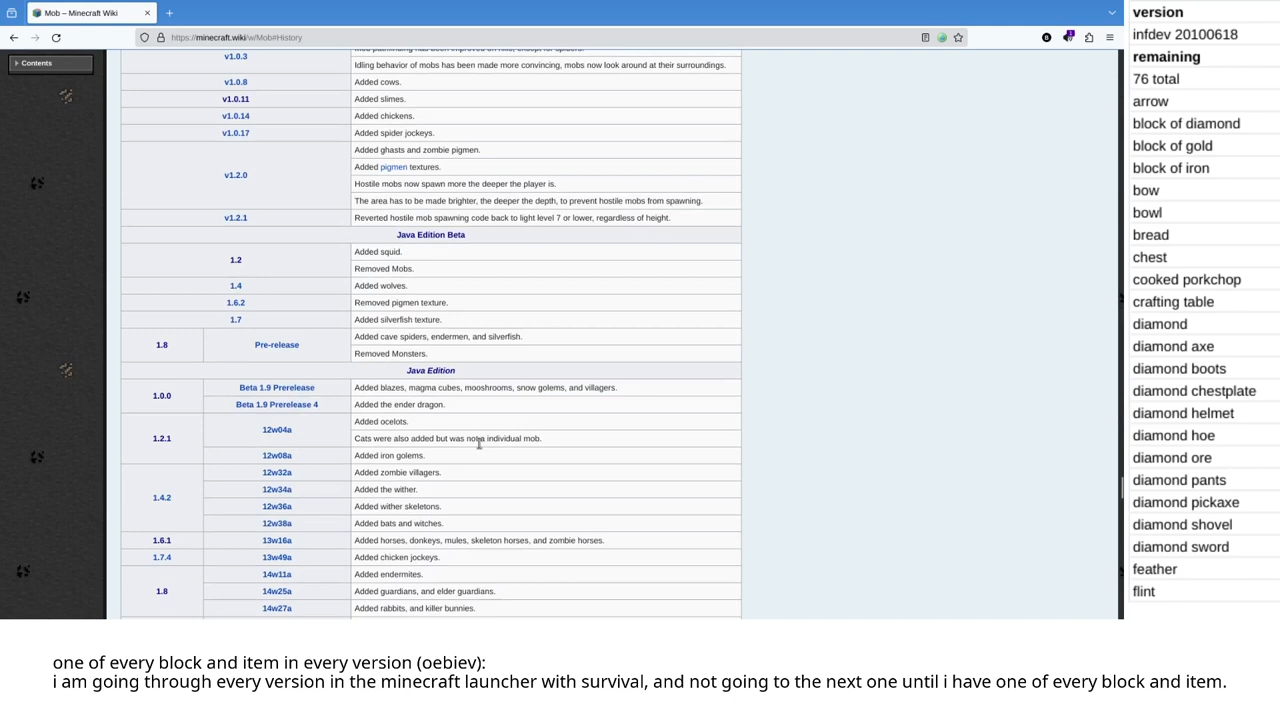 Mob – Minecraft Wiki
https://minecraft.wiki/w/Mob#History
Contents
v1.0.3
Idling behavior of mobs has been made more convincing, mobs now look around at their surroundings.
v1.0.8 Added cows.
v1.0.11 Added slimes.
v1.0.14 Added chickens.
v1.0.17 Added spider jockeys.
v1.2.0
Added ghasts and zombie pigmen.
Added pigmen textures.
Hostile mobs now spawn more the deeper the player is.
The area has to be made brighter, the deeper the depth, to prevent hostile mobs from spawning.
v1.2.1 Reverted hostile mob spawning code back to light level 7 or lower, regardless of height.
Java Edition Beta
1.2
Added squid.
Removed Mobs.
1.4 Added wolves.
1.6.2 Removed pigmen texture.
1.7 Added silverfish texture.
1.8 Pre-release
Added cave spiders, endermen, and silverfish.
Removed Monsters.
Java Edition
1.0.0
Beta 1.9 Prerelease Added blazes, magma cubes, mooshrooms, snow golems, and villagers.
Beta 1.9 Prerelease 4 Added the ender dragon.
1.2.1
12w04a
Added ocelots.
Cats were also added but was not a individual mob.
12w08a Added iron golems.
1.4.2
12w32a Added zombie villagers.
12w34a Added the wither.
12w36a Added wither skeletons.
12w38a Added bats and witches.
1.6.1 13w16a Added horses, donkeys, mules, skeleton horses, and zombie horses.
1.7.4 13w49a Added chicken jockeys.
1.8
14w11a Added endermites.
14w25a Added guardians, and elder guardians.
14w27a Added rabbits, and killer bunnies.
version
infdev 20100618
remaining
76 total
arrow
block of diamond
block of gold
block of iron
bow
bowl
bread
chest
cooked porkchop
crafting table
diamond
diamond axe
diamond boots
diamond chestplate
diamond helmet
diamond hoe
diamond ore
diamond pants
diamond pickaxe
diamond shovel
diamond sword
feather
flint
one of every block and item in every version (oebiev):
i am going through every version in the minecraft launcher with survival, and not going to the next one until i have one of every block and item.